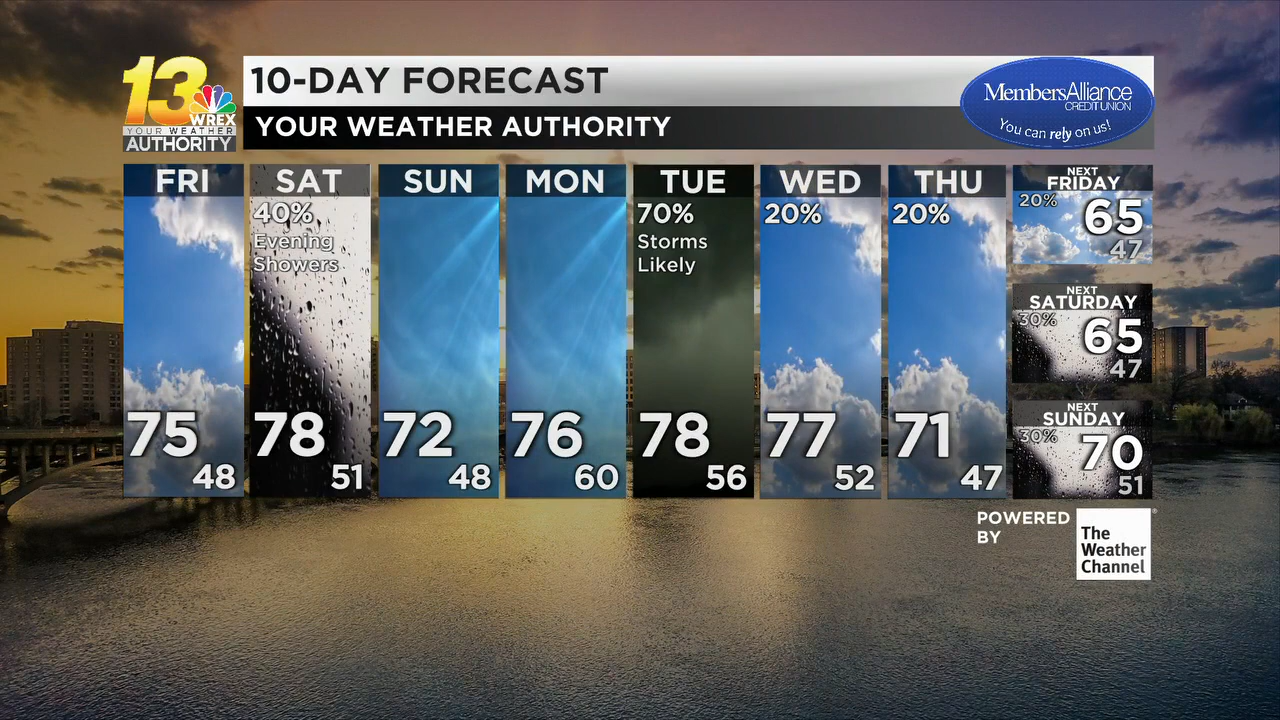 13
WREX
YOUR WEATHER
AUTHORITY
10-DAY FORECAST
YOUR WEATHER AUTHORITY
MembersAlliance
CREDIT UNION
You can rely on us!
FRI
75
48
SAT
40%
Evening
Showers
78
51
SUN
72
48
MON
76
60
TUE
70%
Storms
Likely
78
56
WED
20%
77
52
THU
20%
71
47
NEXT
FRIDAY
20%
65
47
NEXT
SATURDAY
30%
65
47
NEXT
SUNDAY
30%
70
51
POWERED
BY
The
Weather
Channel
®